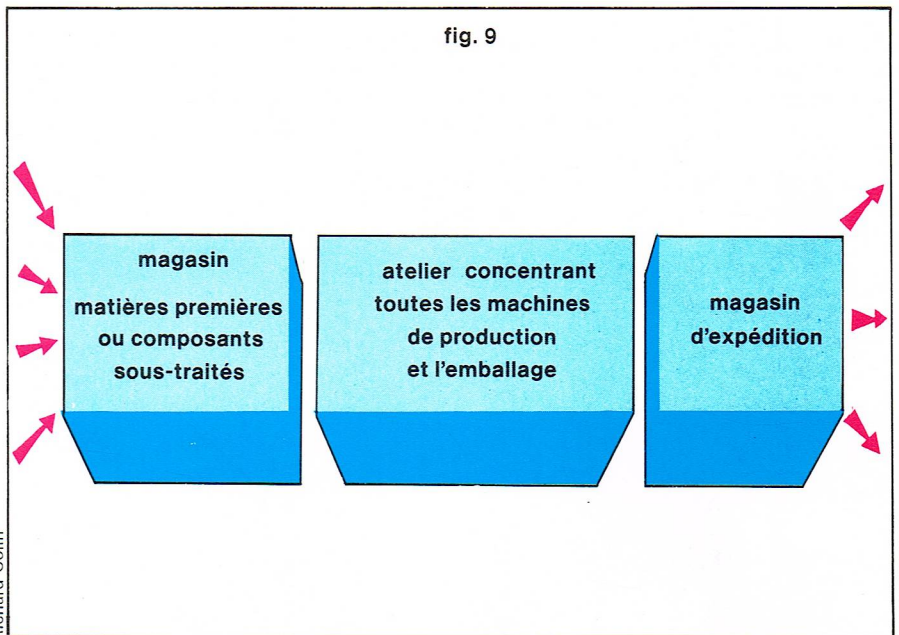 fig. 9
magasin
matières premières
ou composants
sous-traités
atelier concentrant
toutes les machines
de production
et l'emballage
magasin
d'expédition